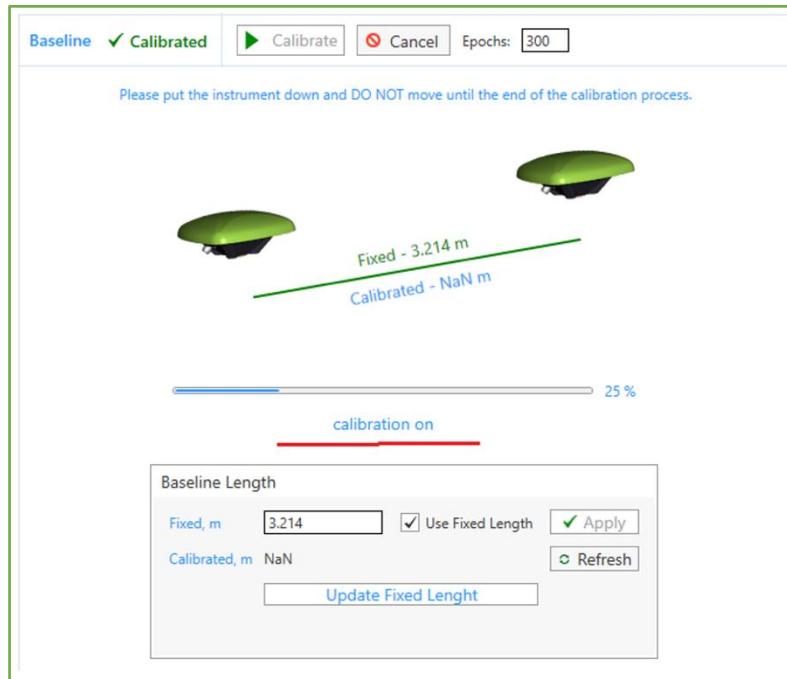 Baseline ✓ Calibrated Calibrate Cancel Epochs: 300
Please put the instrument down and DO NOT move until the end of the calibration process.
Fixed - 3.214 m
Calibrated - NaN m
25 %
calibration on
Baseline Length
Fixed, m 3.214 ✓ Use Fixed Length ✓ Apply
Calibrated, m NaN Refresh
Update Fixed Lenght